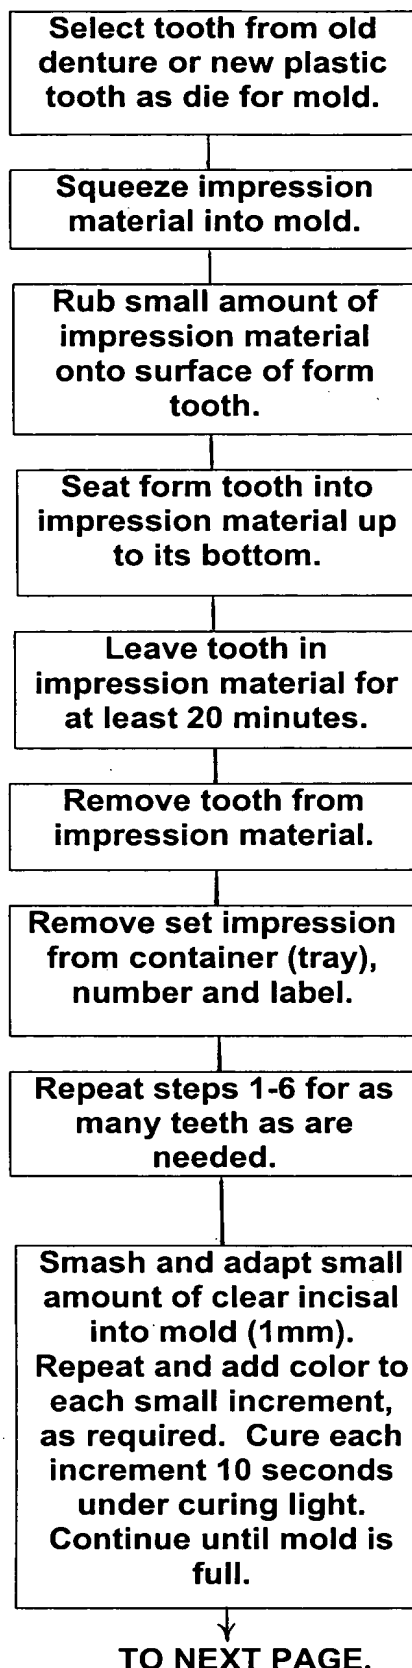 Select tooth from old
denture or new plastic
tooth as die for mold.
Squeeze impression
material into mold.
Rub small amount of
impression material
onto surface of form
tooth.
Seat form tooth into
impression material up
to its bottom.
Leave tooth in
impression material for
at least 20 minutes.
Remove tooth from
impression material.
Remove set impression
from container (tray),
number and label.
Repeat steps 1-6 for as
many teeth as are
needed.
Smash and adapt small
amount of clear incisal
into mold (1mm).
Repeat and add color to
each small increment,
as required.  Cure each
increment 10 seconds
under curing light.
Continue until mold is
full.
TO NEXT PAGE.